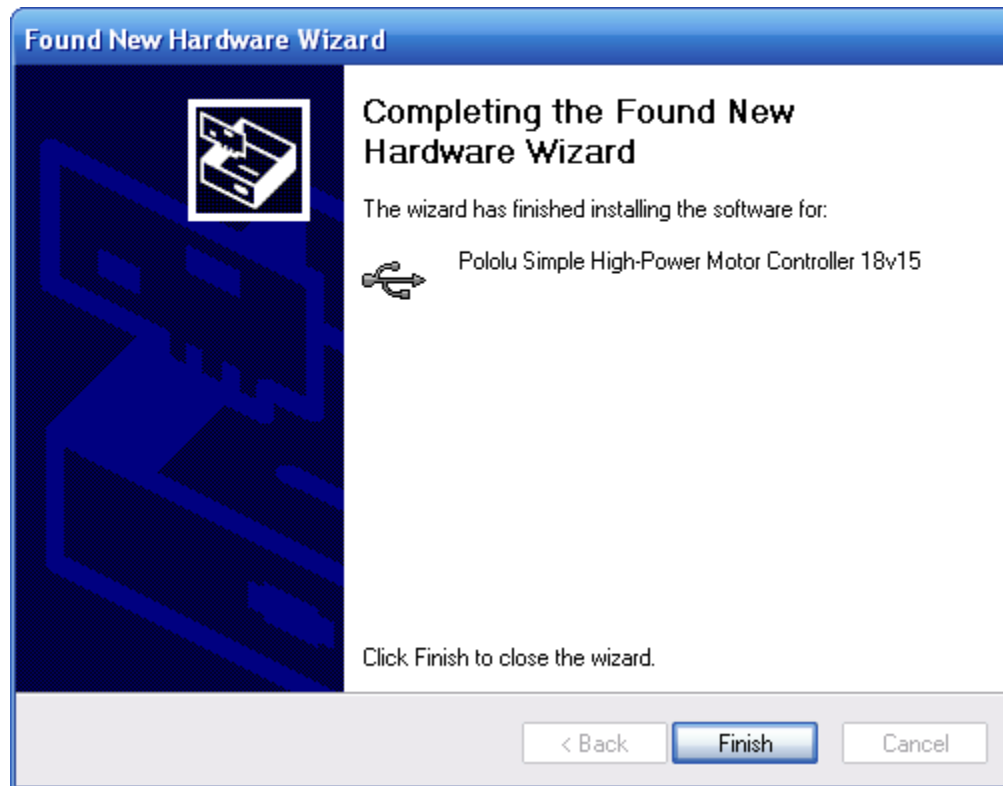 Found New Hardware Wizard
Completing the Found New
Hardware Wizard
The wizard has finished installing the software for:
Pololu Simple High-Power Motor Controller 18v15
Click Finish to close the wizard.
< Back
Finish
Cancel